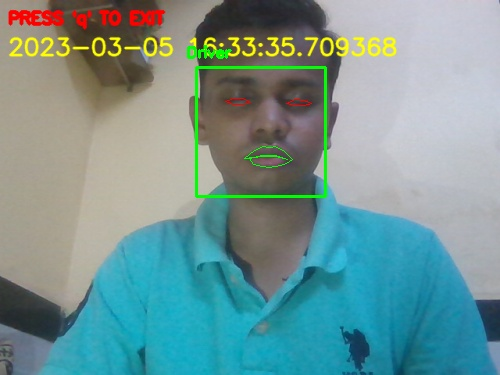 PRESS 'q' TO EXIT
2023-03-05 16:33:35.709368
Driver